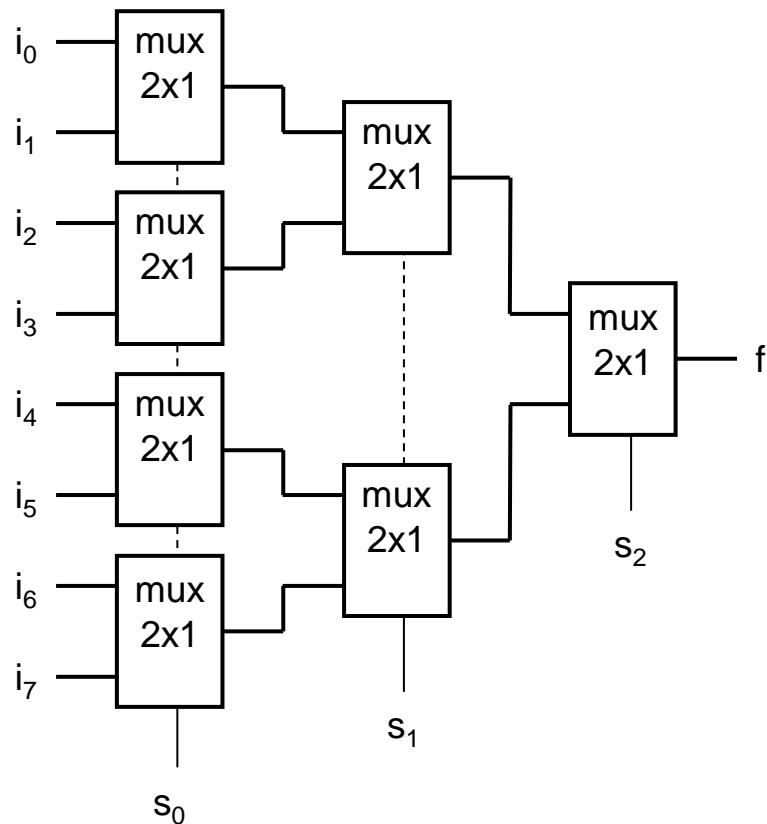 i₀
mux
2x1
i₁
mux
2x1
i₂
mux
2x1
i₃
mux
2x1
f
i₄
mux
2x1
i₅
mux
2x1
s₂
i₆
mux
2x1
i₇
s₁
s₀